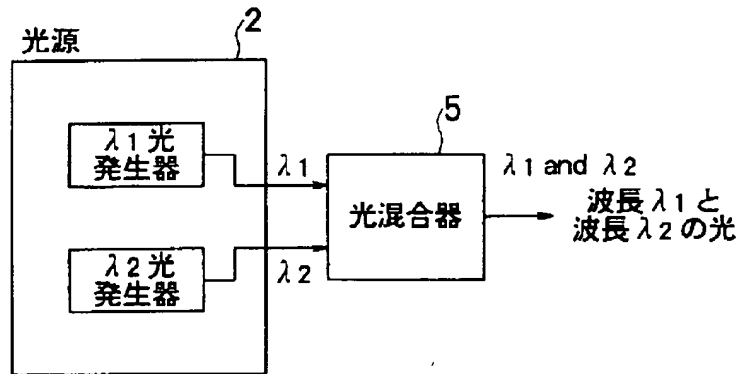 光源
2
λ1光
発生器
λ1
λ2光
発生器
λ2
5
光混合器
λ1 and λ2
波長λ1と
波長λ2の光